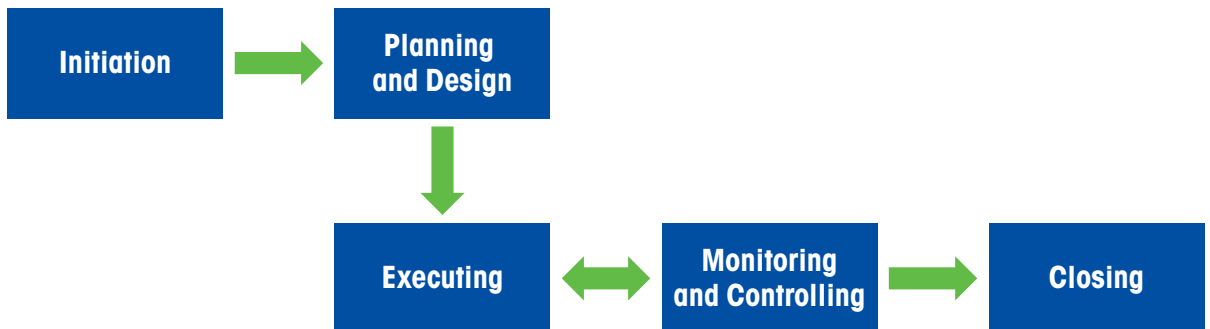 Initiation
Planning
and Design
Executing
Monitoring
and Controlling
Closing